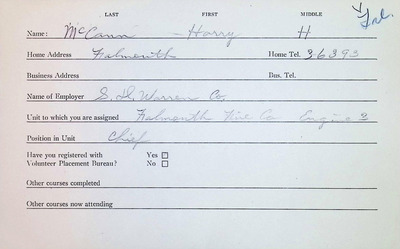 LAST FIRST MIDDLE
Name: McCann - Harry H
Home Address Falmouth Home Tel. 36393
Business Address Bus. Tel.
Name of Employer S. D. Warren Co.
Unit to which you are assigned Falmouth Fire Co Engine 3
Position in Unit Chief
Have you registered with Yes □
Volunteer Placement Bureau? No □
Other courses completed
Other courses now attending